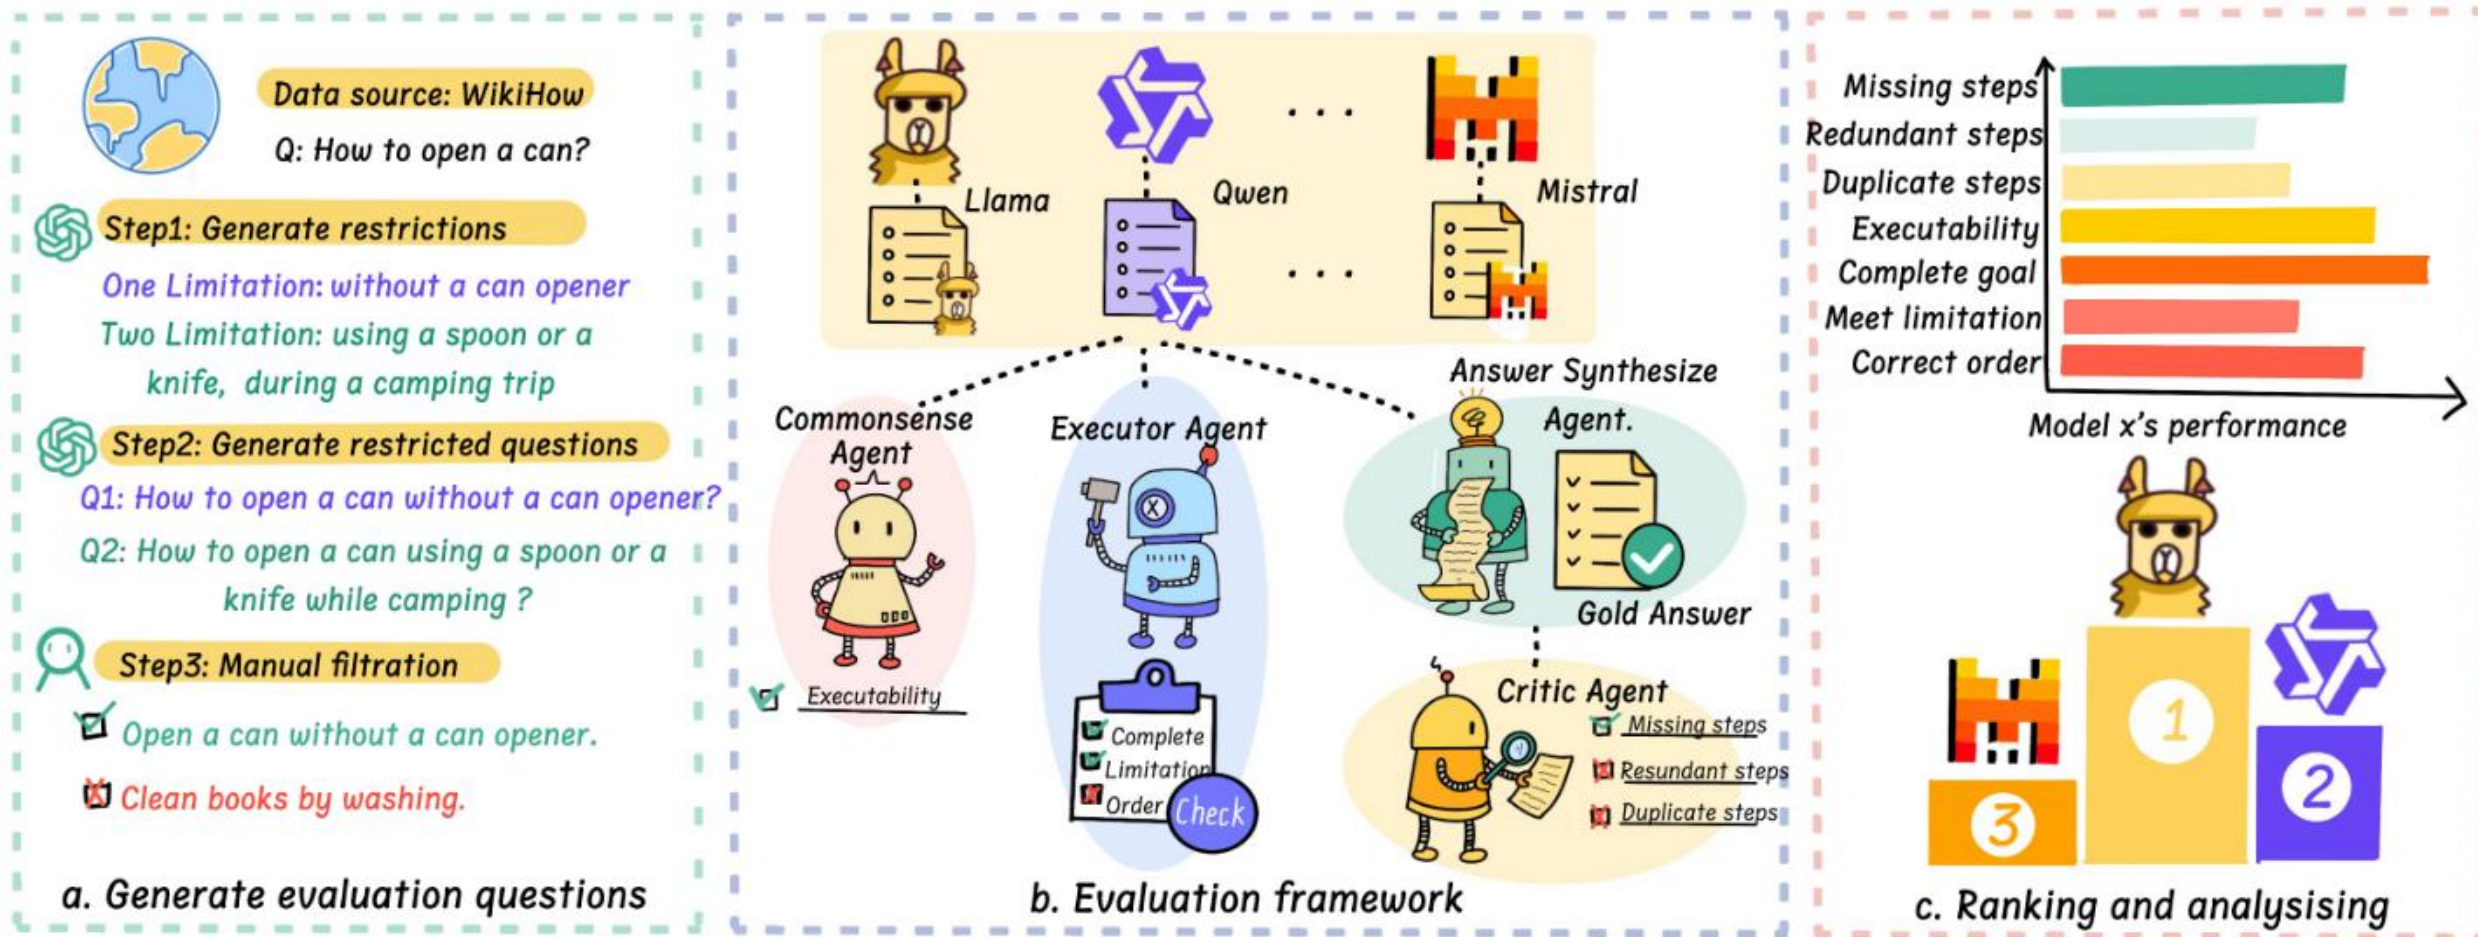 Data source: WikiHow
Q: How to open a can?
Step1: Generate restrictions
One Limitation: without a can opener
Two Limitation: using a spoon or a
knife, during a camping trip
Step2: Generate restricted questions
Q1: How to open a can without a can opener?
Q2: How to open a can using a spoon or a
knife while camping ?
Step3: Manual filtration
Open a can without a can opener.
Clean books by washing.
a. Generate evaluation questions
Llama
Qwen
Mistral
Commonsense
Agent
Executability
Executor Agent
X
Complete
Limitation
Order
Check
Answer Synthesize
Agent.
Gold Answer
Critic Agent
Missing steps
Resundant steps
Duplicate steps
b. Evaluation framework
Missing steps
Redundant steps
Duplicate steps
Executability
Complete goal
Meet limitation
Correct order
Model x's performance
1
2
3
c. Ranking and analysising